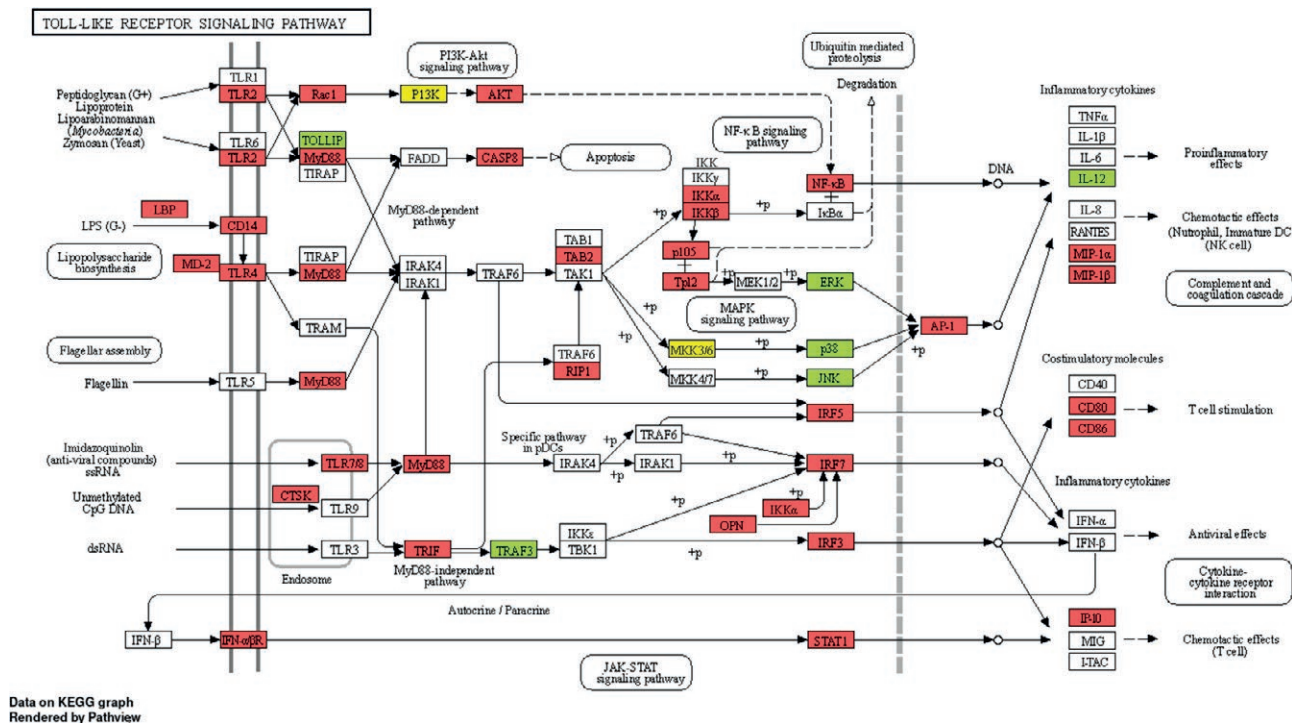 TOLL-LIKE RECEPTOR SIGNALING PATHWAY
PI3K-Akt
signaling pathway
Ubiquitin mediated
proteolysis
Degradation
Inflammatory cytokines
Peptidoglycan (G+)
Lipoprotein
Lipoarabinomannan
(Mycobacteria)
Zymosan (Yeast)
TLR1
TLR2
Rac1
P13K
AKT
TLR6
TLR2
TOLLIP
MyD88
TIRAP
FADD
CASP8
Apoptosis
NF-κB signaling
pathway
IKK
IKKγ
IKKα
IKKβ
+p
NF-κB
IκBα
DNA
TNFα
IL-1β
IL-6
IL-12
Proinflammatory
effects
IL-8
RANTES
MIP-1α
MIP-1β
Chemotactic effects
(Nutrophil, Immature DC)
(NK cell)
Complement and
coagulation cascade
LBP
LPS (G-)
CD14
Lipopolysaccharide
biosynthesis
MD-2
TLR4
MyD88-dependent
pathway
TIRAP
MyD88
IRAK4
IRAK1
TRAF6
TAB1
TAB2
TAK1
+p
p105
Tpl2
+p
MEK1/2
+p
ERK
MAPK
signaling pathway
TRAM
+p
+p
MKK3/6
+p
p38
MKK4/7
+p
JNK
AP-1
+p
Flagellar assembly
Flagellin
TLR5
MyD88
TRAF6
RIP1
IRF5
Costimulatory molecules
CD40
CD80
CD86
T cell stimulation
Imidazoquinolin
(anti-viral compounds)
ssRNA
TLR7/8
MyD88
Specific pathway
in pDCs
IRAK4
+p
+p
TRAF6
IRAK1
+p
+p
IRF7
Unmethylated
CpG DNA
CTSK
TLR9
+p
+p
IKKα
OPN
Inflammatory cytokines
IFN-α
IFN-β
Antiviral effects
dsRNA
TLR3
Endosome
TRIF
TRAF3
IKKε
TBK1
+p
IRF3
MyD88-independent
pathway
Cytokine-
cytokine receptor
interaction
Autocrine / Paracrine
IFN-β
IFN-α/βR
STAT1
JAK-STAT
signaling pathway
IP-10
MIG
I-TAC
Chemotactic effects
(T cell)
Data on KEGG graph
Rendered by Pathview